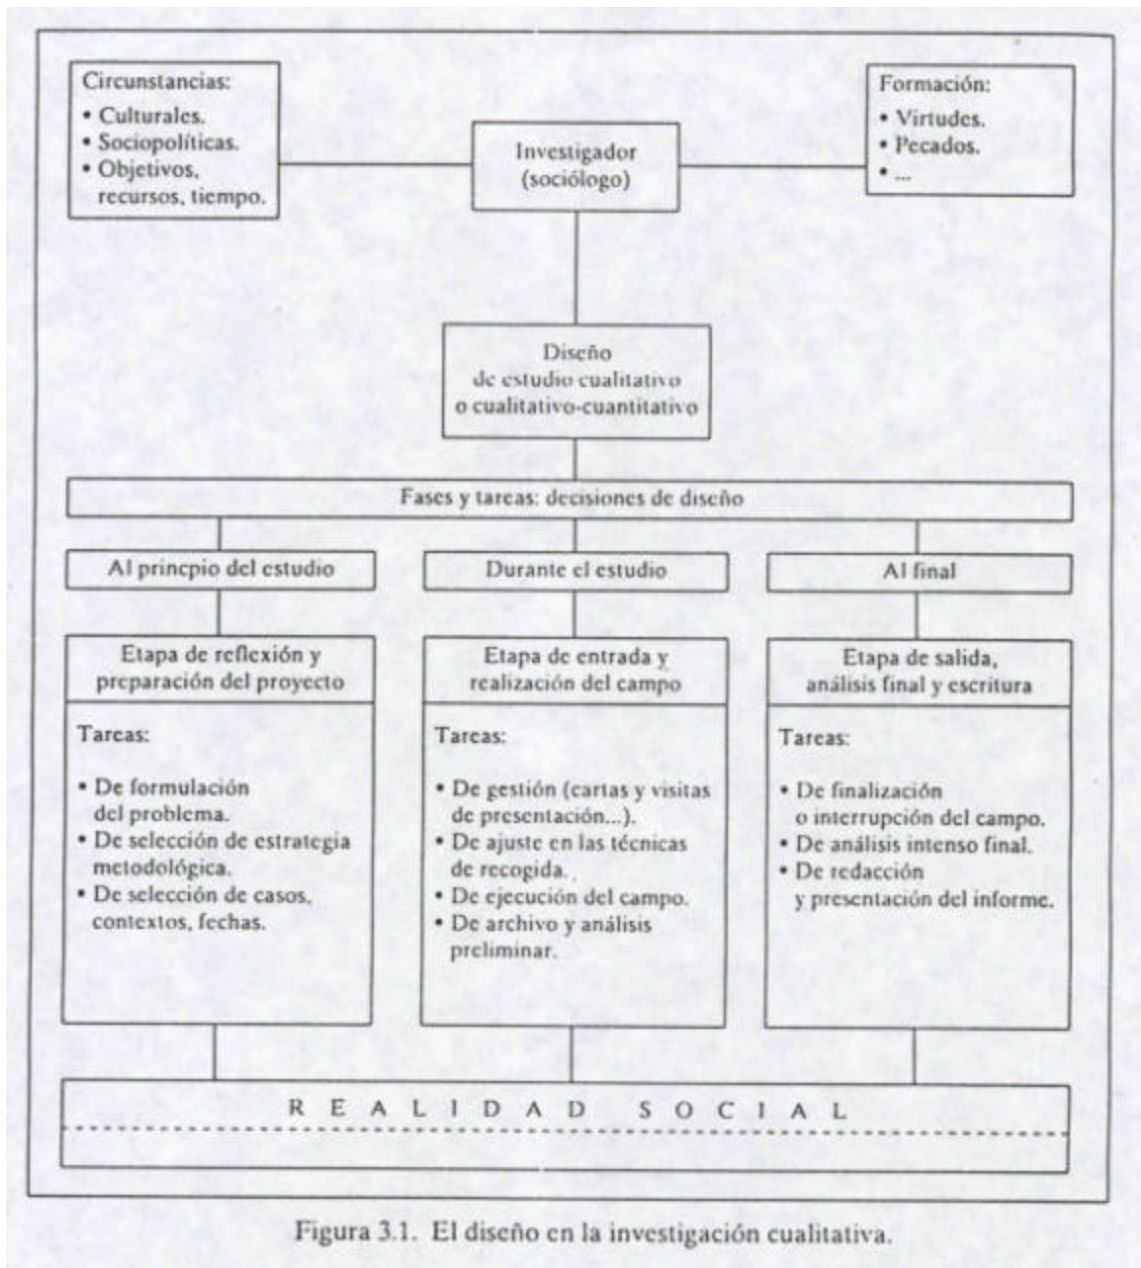 Circunstancias:
• Culturales.
• Sociopolíticas.
• Objetivos,
recursos, tiempo.
Investigador
(sociólogo)
Formación:
• Virtudes.
• Pecados.
• ...
Diseño
de estudio cualitativo
o cualitativo-cuantitativo
Fases y tareas: decisiones de diseño
Al princpio del estudio
Durante el estudio
Al final
Etapa de reflexión y
preparación del proyecto
Tareas:
• De formulación
del problema.
• De selección de estrategia
metodológica.
• De selección de casos,
contextos, fechas.
Etapa de entrada y
realización del campo
Tareas:
• De gestión (cartas y visitas
de presentación...).
• De ajuste en las técnicas
de recogida.
• De ejecución del campo.
• De archivo y análisis
preliminar.
Etapa de salida,
análisis final y escritura
Tareas:
• De finalización
o interrupción del campo.
• De análisis intenso final.
• De redacción
y presentación del informe.
REALIDAD SOCIAL
Figura 3.1. El diseño en la investigación cualitativa.